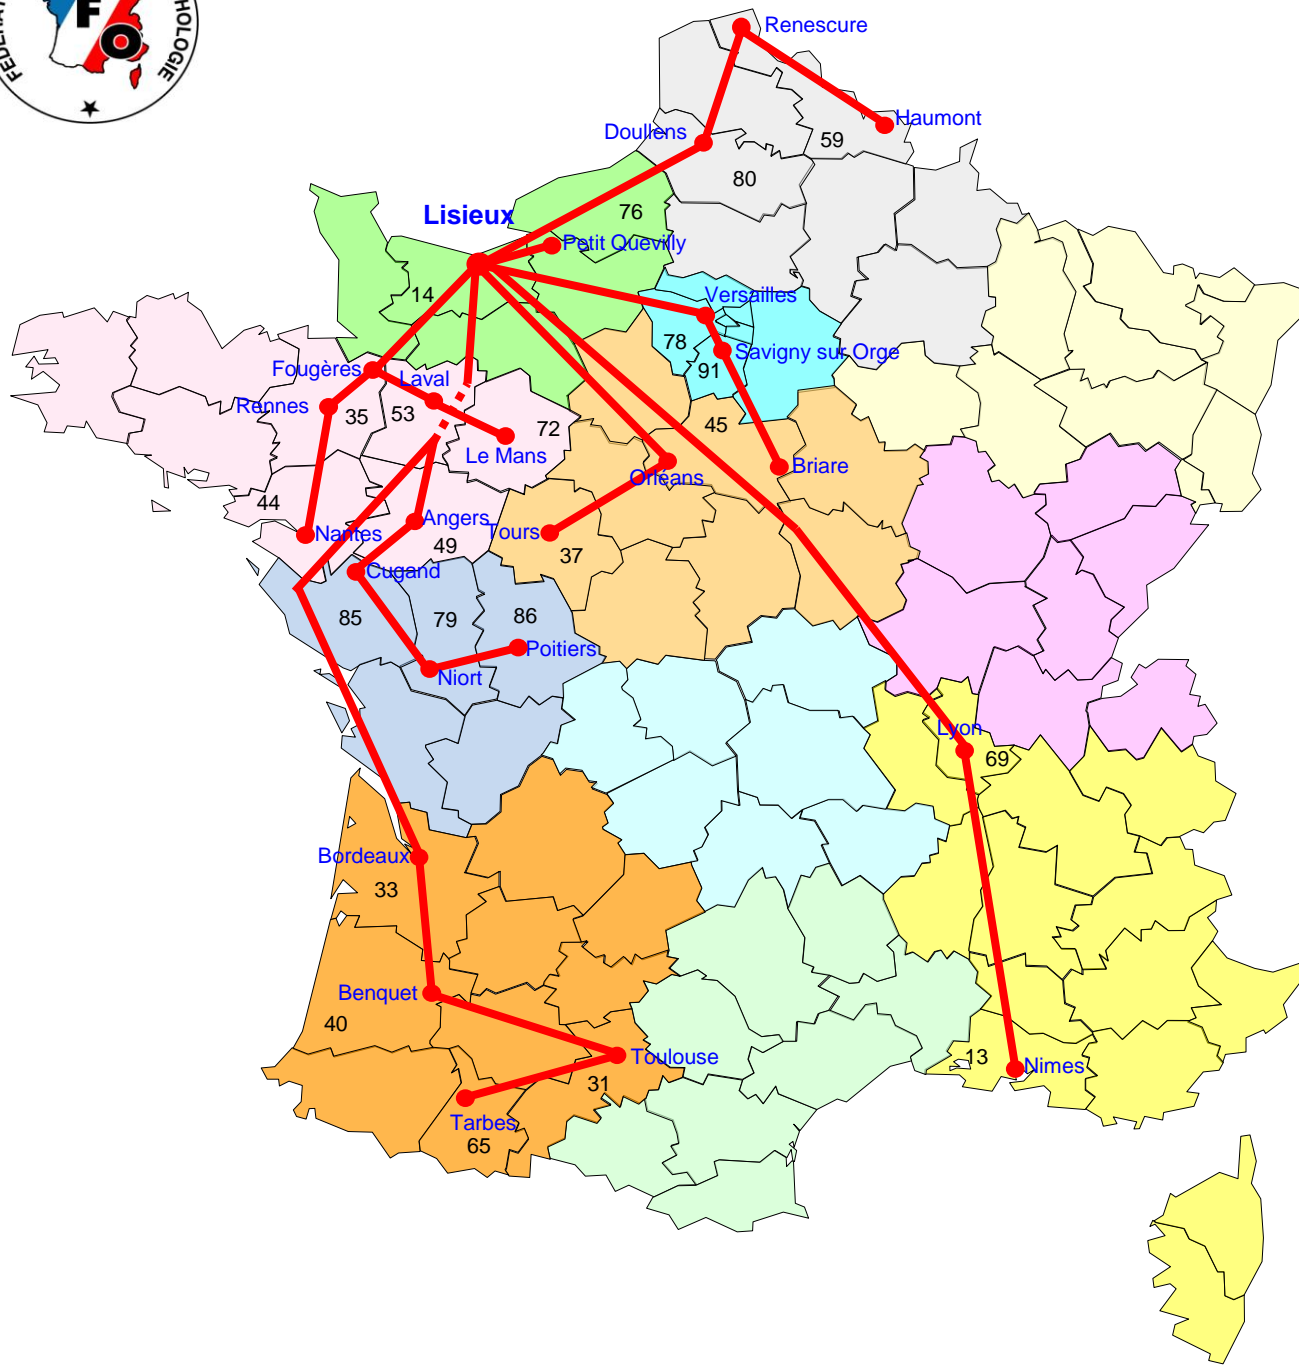 F
O
HOLOGIE
Renescure
Haumont
Doullens
59
80
Lisieux
76
Petit Quevilly
14
Versailles
78
Savigny sur Orge
91
Fougères
Laval
Rennes
35
53
72
45
Le Mans
Briare
Orléans
44
Nantes
Angers
Tours
49
37
Cugand
85
79
86
Poitiers
Niort
Lyon
69
Bordeaux
33
Benquet
40
Toulouse
13
Nimes
31
Tarbes
65